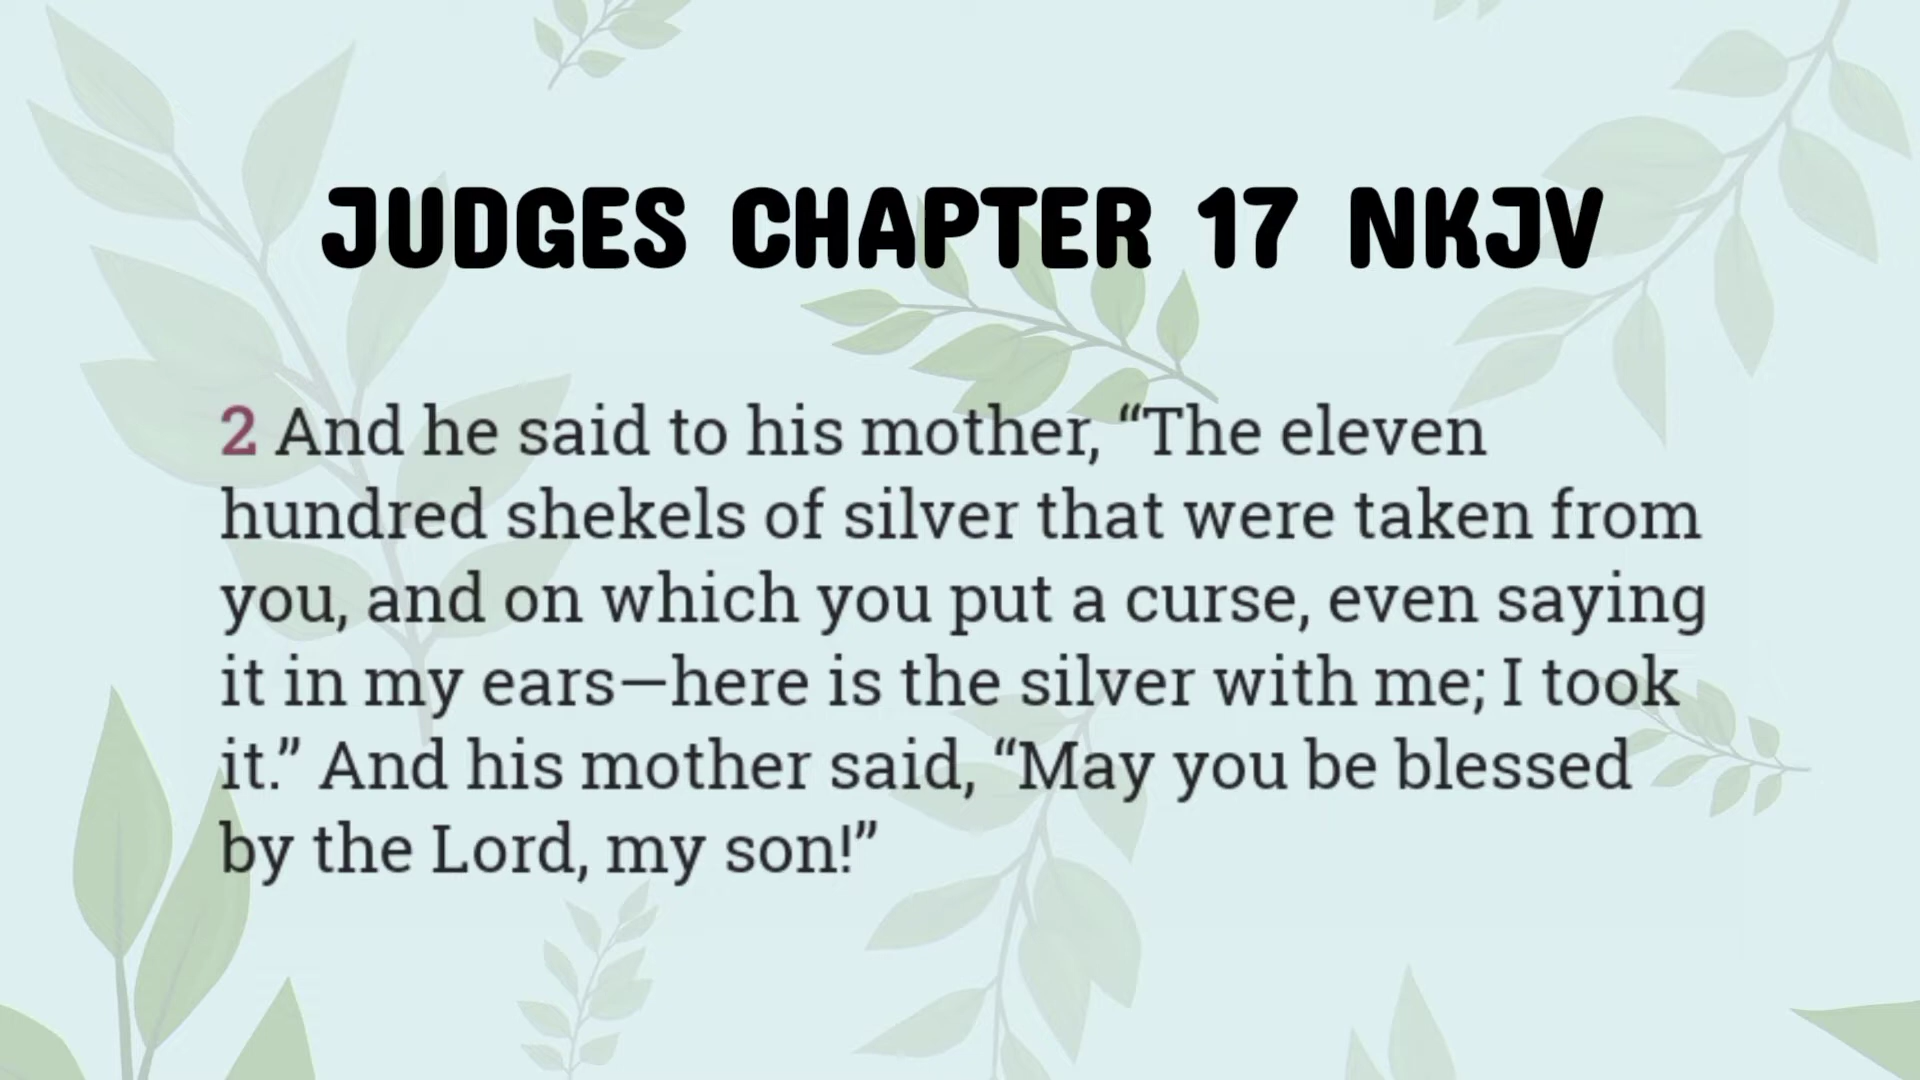 JUDGES CHAPTER 17 NKJV
2 And he said to his mother, “The eleven
hundred shekels of silver that were taken from
you, and on which you put a curse, even saying
it in my ears—here is the silver with me; I took
it.” And his mother said, “May you be blessed
by the Lord, my son!”